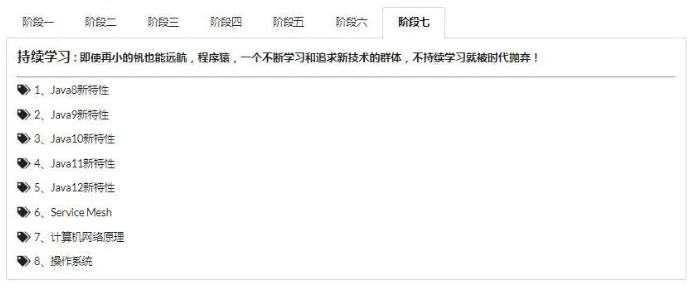 阶段一 阶段二 阶段三 阶段四 阶段五 阶段六 阶段七
持续学习：即使再小的帆也能远航，程序猿，一个不断学习和追求新技术的群体，不持续学习就被时代抛弃！
1、Java8新特性
2、Java9新特性
3、Java10新特性
4、Java11新特性
5、Java12新特性
6、Service Mesh
7、计算机网络原理
8、操作系统